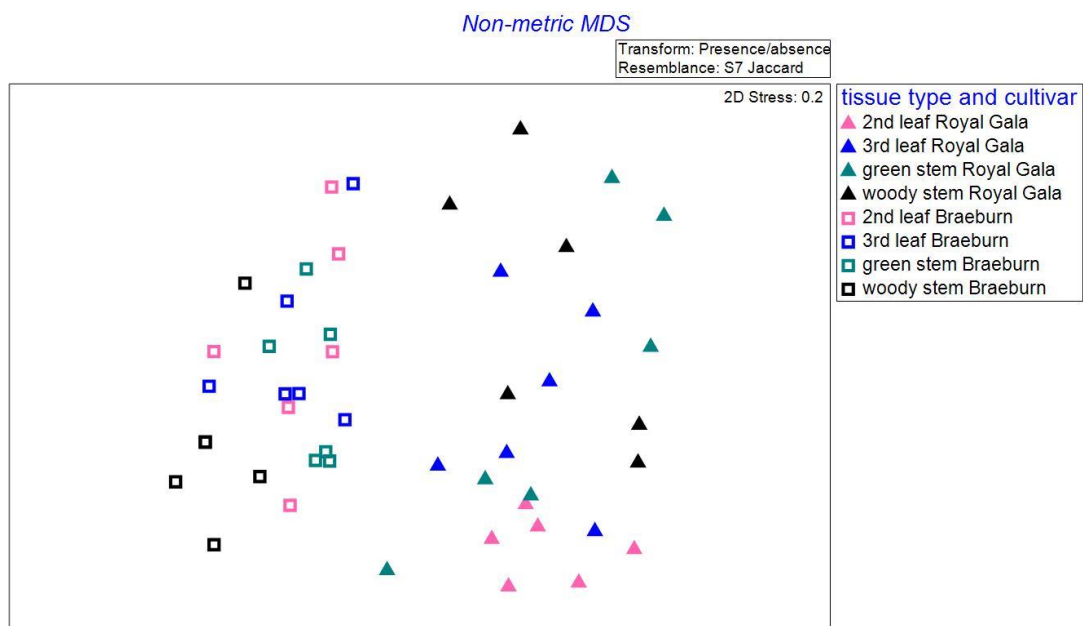 Non-metric MDS
Transform: Presence/absence
Resemblance: S7 Jaccard
2D Stress: 0.2
tissue type and cultivar
2nd leaf Royal Gala
3rd leaf Royal Gala
green stem Royal Gala
woody stem Royal Gala
2nd leaf Braeburn
3rd leaf Braeburn
green stem Braeburn
woody stem Braeburn